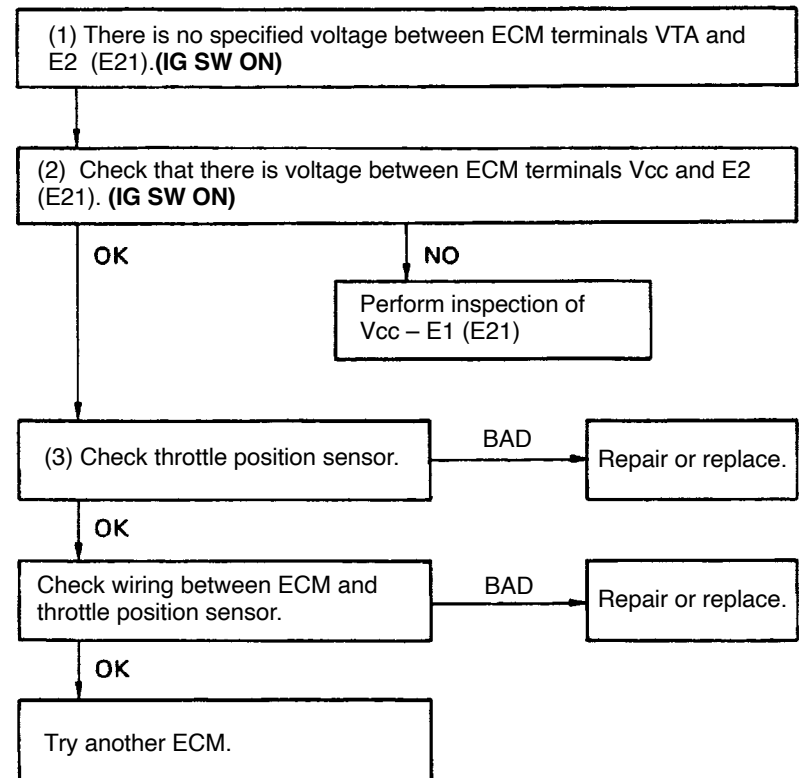 (1) There is no specified voltage between ECM terminals VTA and
E2 (E21).(IG SW ON)
(2) Check that there is voltage between ECM terminals Vcc and E2
(E21). (IG SW ON)
OK
NO
Perform inspection of
Vcc – E1 (E21)
(3) Check throttle position sensor.
BAD
Repair or replace.
OK
Check wiring between ECM and
throttle position sensor.
BAD
Repair or replace.
OK
Try another ECM.